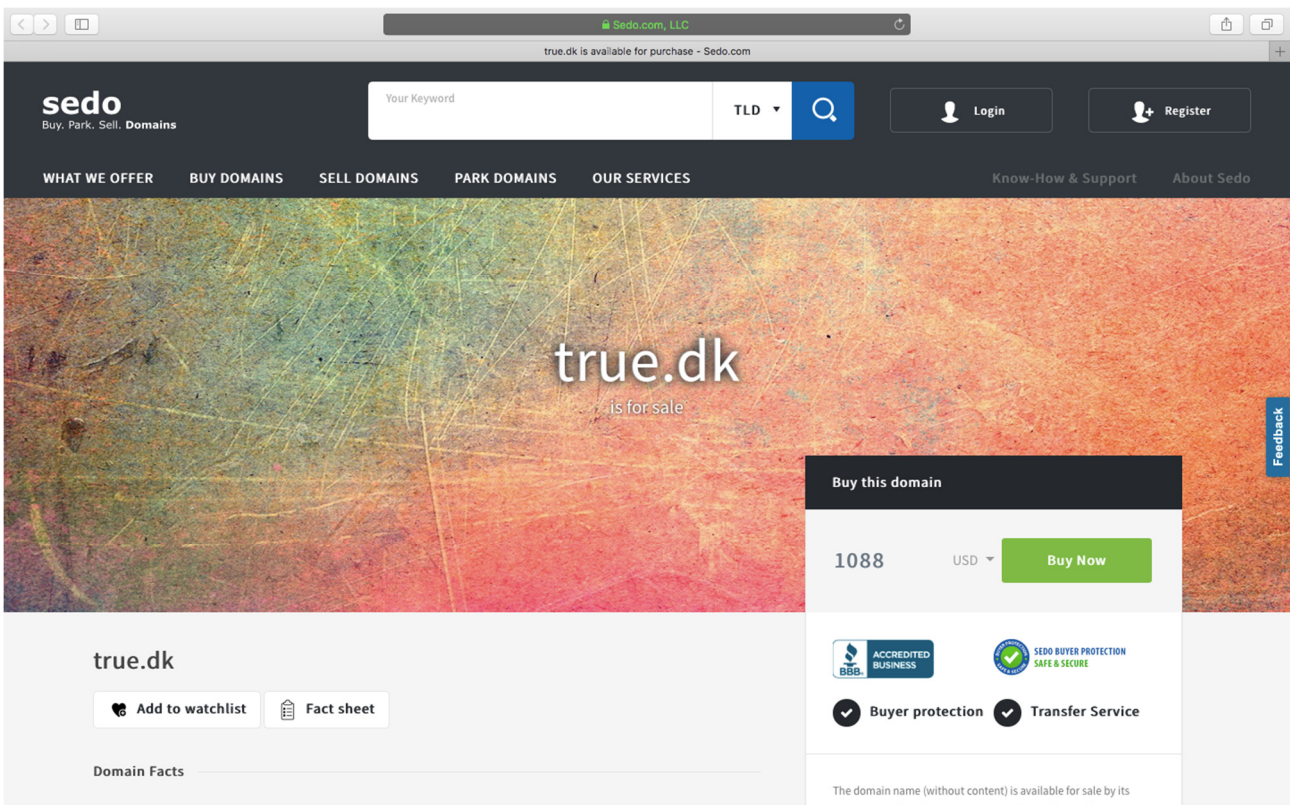 Sedo.com, LLC
true.dk is available for purchase - Sedo.com
sedo
Buy. Park. Sell. Domains
Your Keyword
TLD
Login
Register
WHAT WE OFFER
BUY DOMAINS
SELL DOMAINS
PARK DOMAINS
OUR SERVICES
Know-How & Support
About Sedo
true.dk
is for sale
Feedback
Buy this domain
1088
USD
Buy Now
BBB.
ACCREDITED
BUSINESS
SEDO BUYER PROTECTION
SAFE & SECURE
Buyer protection
Transfer Service
true.dk
Add to watchlist
Fact sheet
Domain Facts
The domain name (without content) is available for sale by its